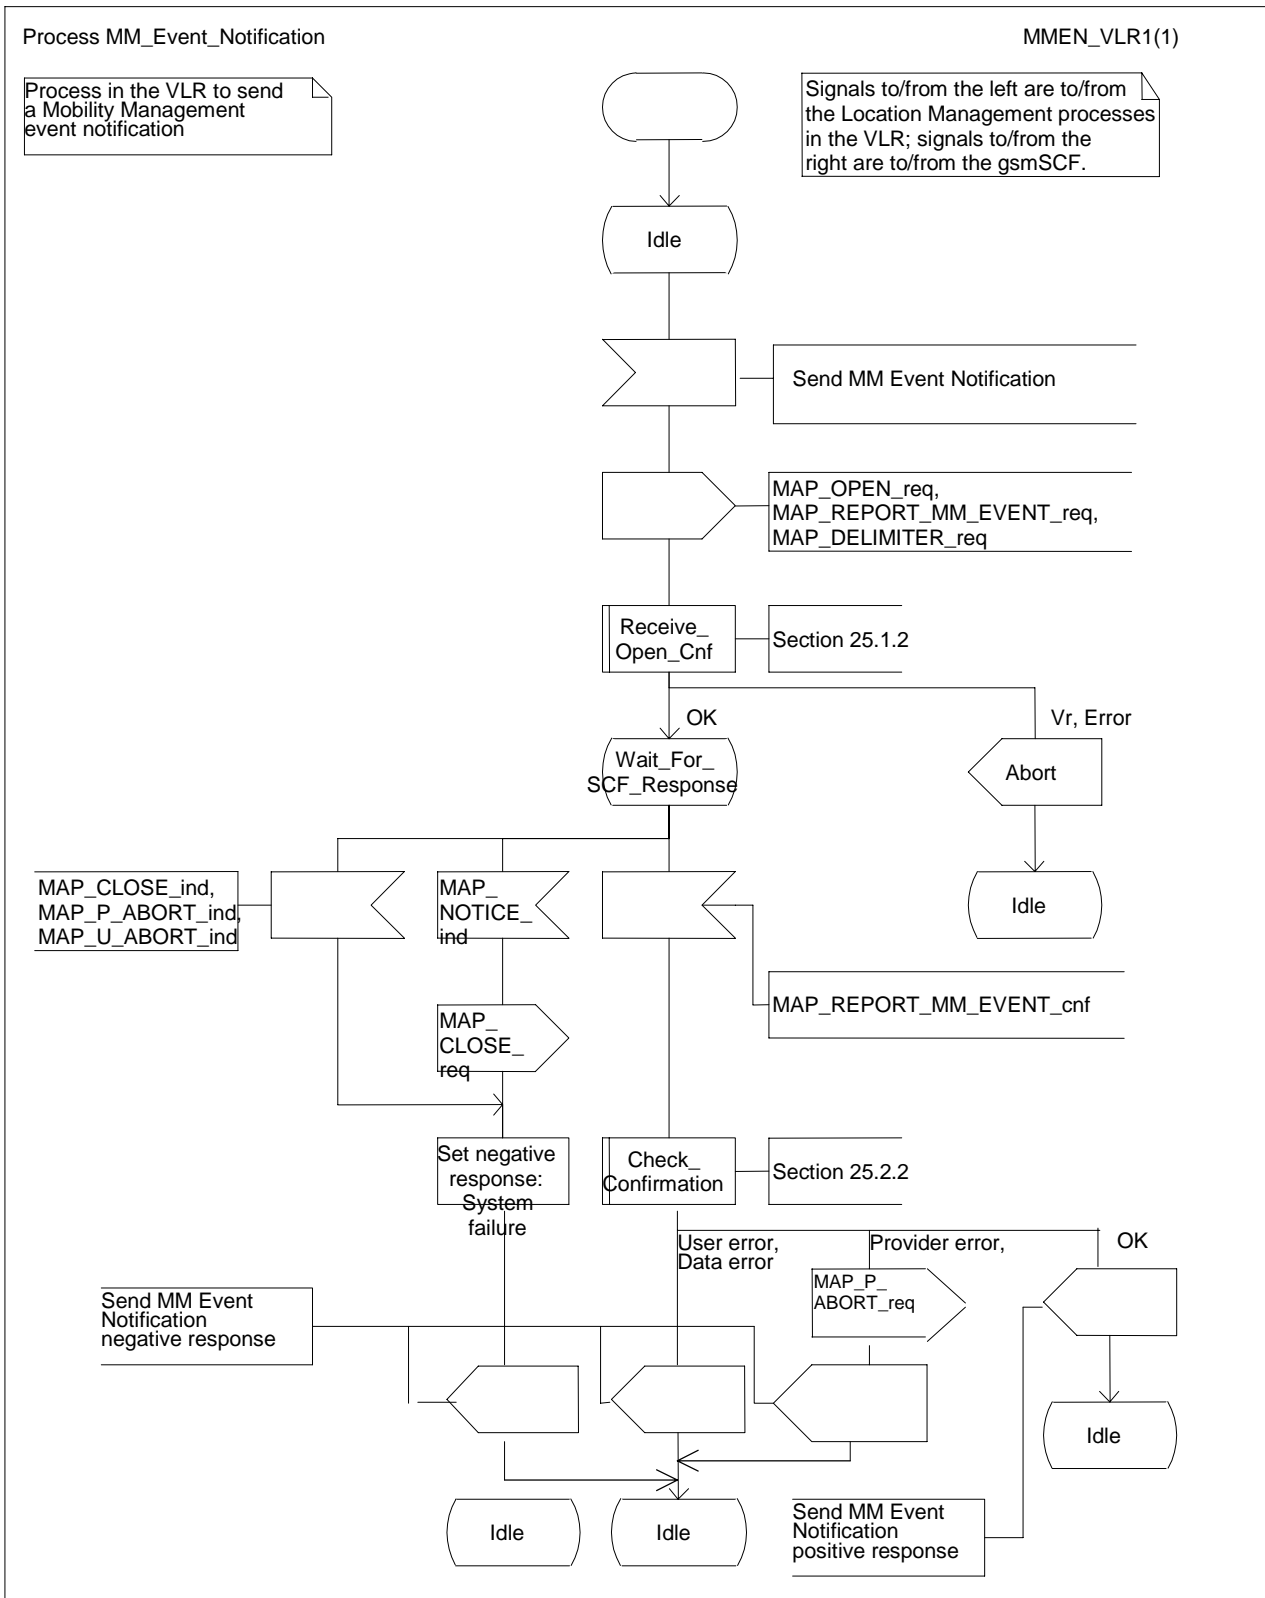 Process MM_Event_Notification
MMEN_VLR1(1)
Process in the VLR to send
a Mobility Management
event notification
Signals to/from the left are to/from
the Location Management processes
in the VLR; signals to/from the
right are to/from the gsmSCF.
Idle
Send MM Event Notification
MAP_OPEN_req,
MAP_REPORT_MM_EVENT_req,
MAP_DELIMITER_req
Receive_
Open_Cnf
Section 25.1.2
OK
Vr, Error
Wait_For_
SCF_Response
Abort
MAP_CLOSE_ind,
MAP_P_ABORT_ind,
MAP_U_ABORT_ind
MAP_
NOTICE_
ind
Idle
MAP_REPORT_MM_EVENT_cnf
MAP_
CLOSE_
req
Set negative
response:
System
failure
Check_
Confirmation
Section 25.2.2
User error,
Data error
Provider error,
OK
MAP_P_
ABORT_req
Send MM Event
Notification
negative response
Idle
Idle
Idle
Send MM Event
Notification
positive response